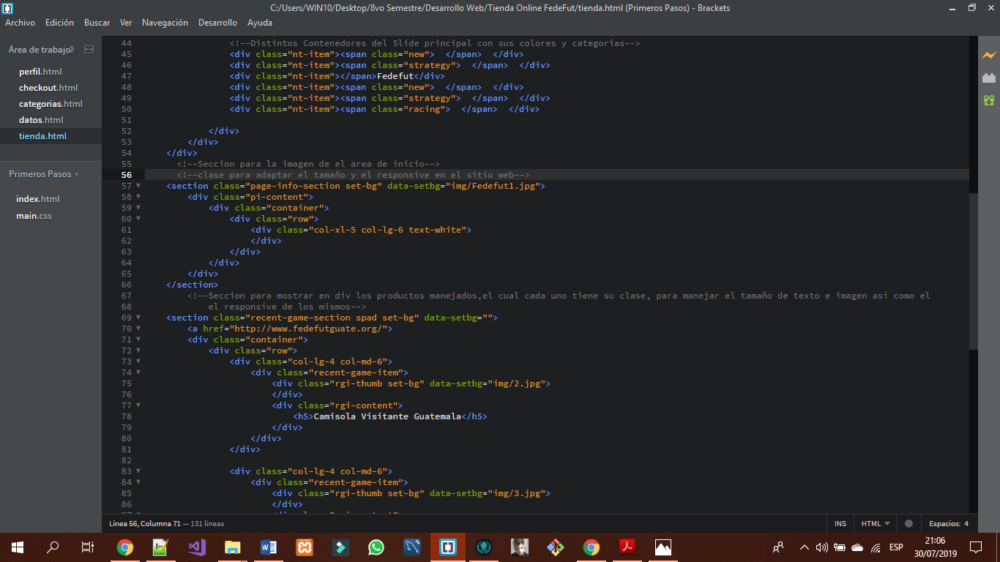 C:/Users/WIN10/Desktop/8vo Semestre/Desarrollo Web/Tienda Online FedeFut/tienda.html (Primeros Pasos) - Brackets
Archivo Edición Buscar Ver Navegación Desarrollo Ayuda
Área de trabajo
perfil.html
checkout.html
categorias.html
datos.html
tienda.html
Primeros Pasos
index.html
main.css
44 <!--Distintos Contenedores del Slide principal con sus colores y categorias-->
45 <div class="nt-item"><span class="new">  </span>  </div>
46 <div class="nt-item"><span class="strategy">  </span>  </div>
47 <div class="nt-item"></span>Fedefut</div>
48 <div class="nt-item"><span class="new">  </span>  </div>
49 <div class="nt-item"><span class="strategy">  </span>  </div>
50 <div class="nt-item"><span class="racing">  </span>  </div>
51
52 </div>
53 </div>
54 </div>
55 <!--Seccion para la imagen de el area de inicio-->
56 <!--clase para adaptar el tamaño y el responsive en el sitio web-->
57 <section class="page-info-section set-bg" data-setbg="img/Fedefut1.jpg">
58 <div class="pi-content">
59 <div class="container">
60 <div class="row">
61 <div class="col-xl-5 col-lg-6 text-white">
62 </div>
63 </div>
64 </div>
65 </div>
66 </section>
67 <!--Seccion para mostrar en div los productos manejados,el cual cada uno tiene su clase, para manejar el tamaño de texto e imagen asi como el
68 el responsive de los mismos-->
69 <section class="recent-game-section spad set-bg" data-setbg="">
70 <a href="http://www.fedefutguate.org/">
71 <div class="container">
72 <div class="row">
73 <div class="col-lg-4 col-md-6">
74 <div class="recent-game-item">
75 <div class="rgi-thumb set-bg" data-setbg="img/2.jpg">
76 </div>
77 <div class="rgi-content">
78 <h5>Camisola Visitante Guatemala</h5>
79 </div>
80 </div>
81 </div>
82
83 <div class="col-lg-4 col-md-6">
84 <div class="recent-game-item">
85 <div class="rgi-thumb set-bg" data-setbg="img/3.jpg">
86 </div>
Línea 56, Columna 71 — 131 líneas
INS HTML Espacios: 4
ESP
21:06
30/07/2019